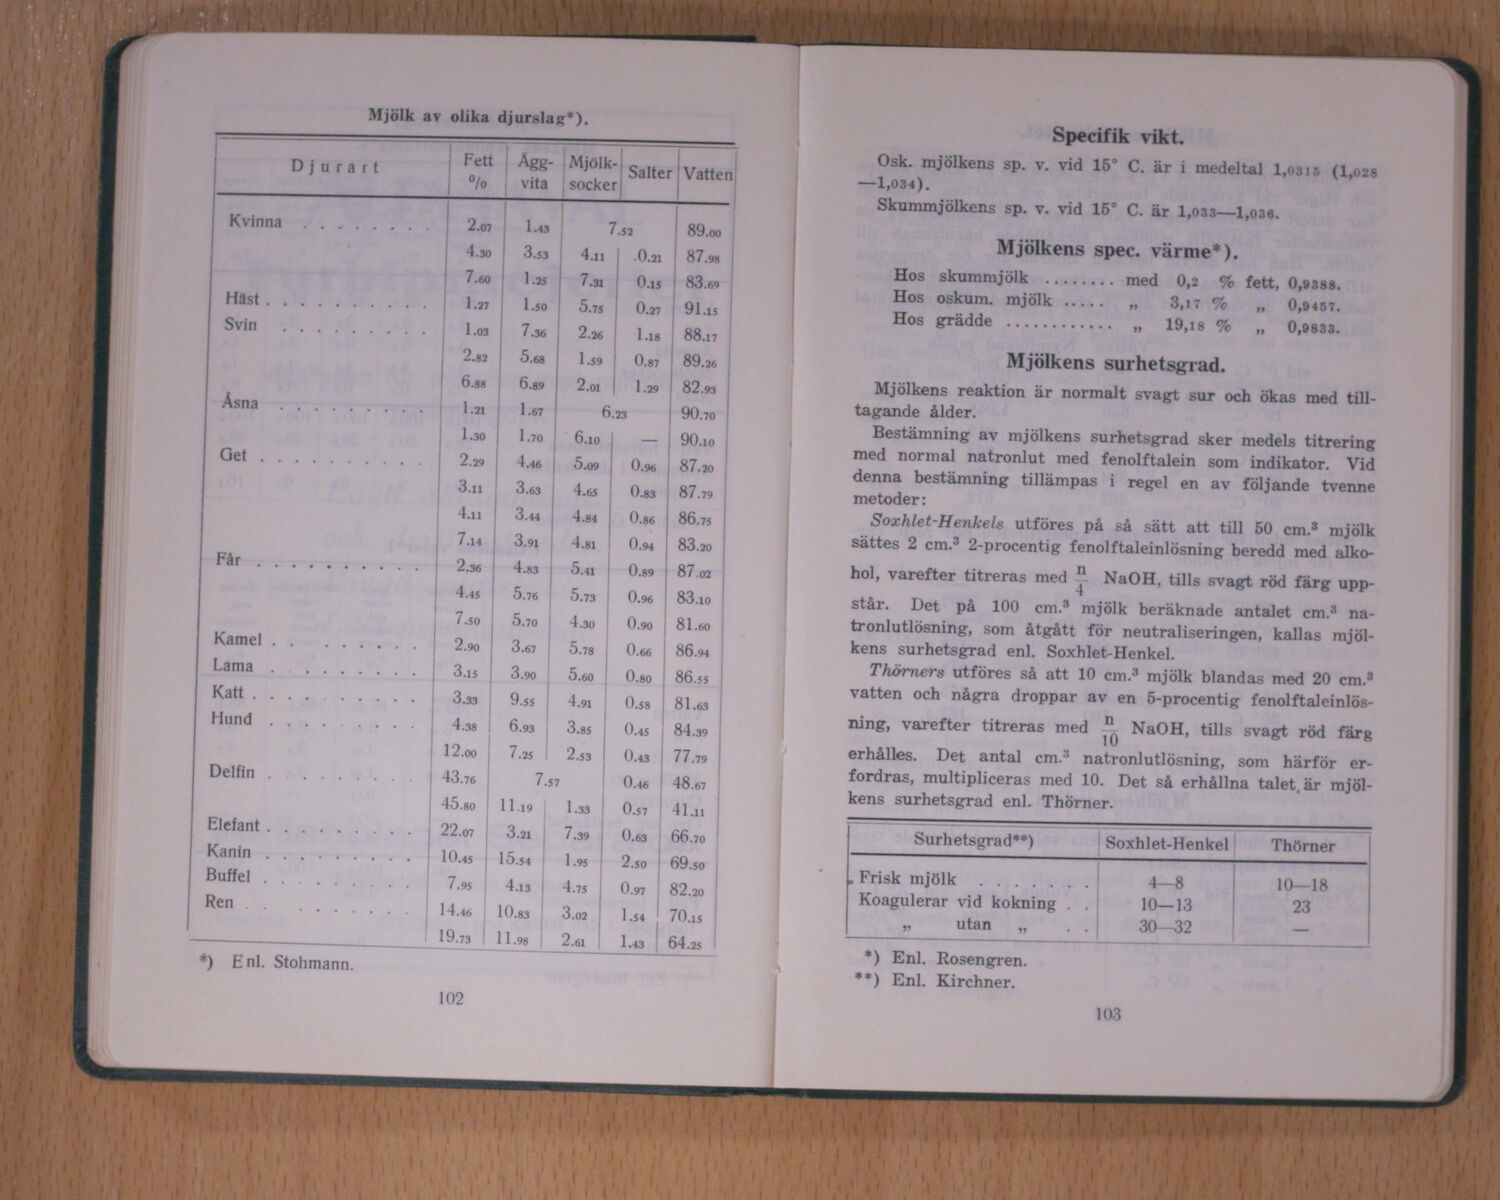 Mjölk av olika djurslag*).
Djurart Fett % Ägg-vita Mjölk-socker Salter Vatten
Kvinna . . . . . . . . 2.07 1.43 7.52 89.00
4.30 3.53 4.11 0.21 87.98
7.60 1.25 7.31 0.15 83.69
Häst . . . . . . . . . . 1.27 1.50 5.75 0.27 91.15
Svin . . . . . . . . . 1.03 7.36 2.26 1.18 88.17
2.82 5.68 1.59 0.87 89.26
6.88 6.89 2.01 1.29 82.93
Åsna . . . . . . . . . 1.21 1.67 6.23 90.70
1.30 1.70 6.10 — 90.10
Get . . . . . . . . . . 2.29 4.46 5.09 0.96 87.20
3.11 3.63 4.65 0.83 87.79
4.11 3.44 4.84 0.86 86.75
7.14 3.91 4.81 0.94 83.20
Får . . . . . . . . . . 2.36 4.83 5.41 0.89 87.02
4.45 5.76 5.73 0.96 83.10
7.50 5.70 4.30 0.90 81.60
Kamel . . . . . . . . 2.90 3.67 5.78 0.66 86.94
Lama . . . . . . . . . 3.15 3.90 5.60 0.80 86.55
Katt . . . . . . . . . . 3.33 9.55 4.91 0.58 81.63
Hund . . . . . . . . . 4.38 6.93 3.85 0.45 84.39
12.00 7.25 2.53 0.43 77.79
Delfin . . . . . . . . 43.76 7.57 0.46 48.67
45.80 11.19 1.33 0.57 41.11
Elefant . . . . . . . . . 22.07 3.21 7.39 0.63 66.70
Kanin . . . . . . . . . 10.45 15.54 1.95 2.50 69.50
Buffel . . . . . . . . . 7.95 4.13 4.75 0.97 82.20
Ren . . . . . . . . 14.46 10.83 3.02 1.54 70.15
19.73 11.98 2.61 1.43 64.25
*) Enl. Stohmann.
102
Specifik vikt.
Osk. mjölkens sp. v. vid 15° C. är i medeltal 1,0315 (1,028
—1,034).
Skummjölkens sp. v. vid 15° C. är 1,033—1,036.
Mjölkens spec. värme*).
Hos skummjölk ........ med 0,2 % fett, 0,9388.
Hos oskum. mjölk ..... „ 3,17 % „ 0,9457.
Hos grädde ............ „ 19,18 % „ 0,9833.
Mjölkens surhetsgrad.
Mjölkens reaktion är normalt svagt sur och ökas med till-
tagande ålder.
Bestämning av mjölkens surhetsgrad sker medels titrering
med normal natronlut med fenolftalein som indikator. Vid
denna bestämning tillämpas i regel en av följande tvenne
metoder:
Soxhlet-Henkels utföres på så sätt att till 50 cm.³ mjölk
sättes 2 cm.³ 2-procentig fenolftaleinlösning beredd med alko-
hol, varefter titreras med n/4 NaOH, tills svagt röd färg upp-
står. Det på 100 cm.³ mjölk beräknade antalet cm.³ na-
tronlutlösning, som åtgått för neutraliseringen, kallas mjöl-
kens surhetsgrad enl. Soxhlet-Henkel.
Thörners utföres så att 10 cm.³ mjölk blandas med 20 cm.³
vatten och några droppar av en 5-procentig fenolftaleinlös-
ning, varefter titreras med n/10 NaOH, tills svagt röd färg
erhålles. Det antal cm.³ natronlutlösning, som härför er-
fordras, multipliceras med 10. Det så erhållna talet är mjöl-
kens surhetsgrad enl. Thörner.
Surhetsgrad**) Soxhlet-Henkel Thörner
Frisk mjölk . . . . . . . 4—8 10—18
Koagulerar vid kokning . . 10—13 23
„ utan „ . . 30—32 —
*) Enl. Rosengren.
**) Enl. Kirchner.
103